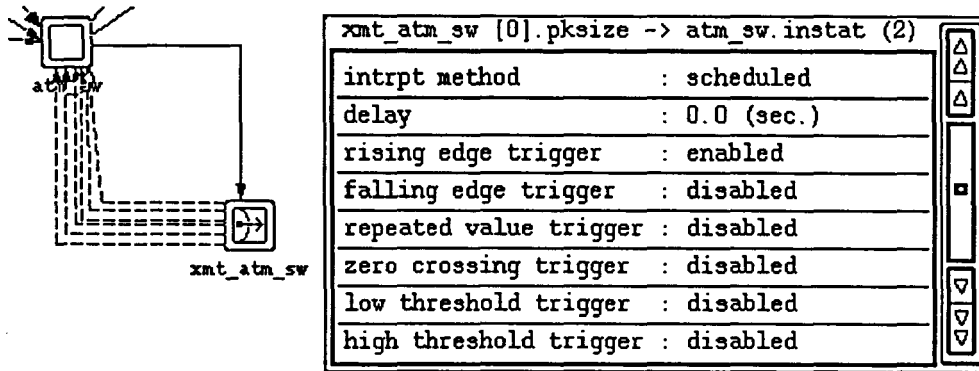 xmt_atm_sw [0].pksize -> atm_sw.instat (2)
intrpt method : scheduled
delay : 0.0 (sec.)
rising edge trigger : enabled
falling edge trigger : disabled
repeated value trigger : disabled
zero crossing trigger : disabled
low threshold trigger : disabled
high threshold trigger : disabled
xmt_atm_sw